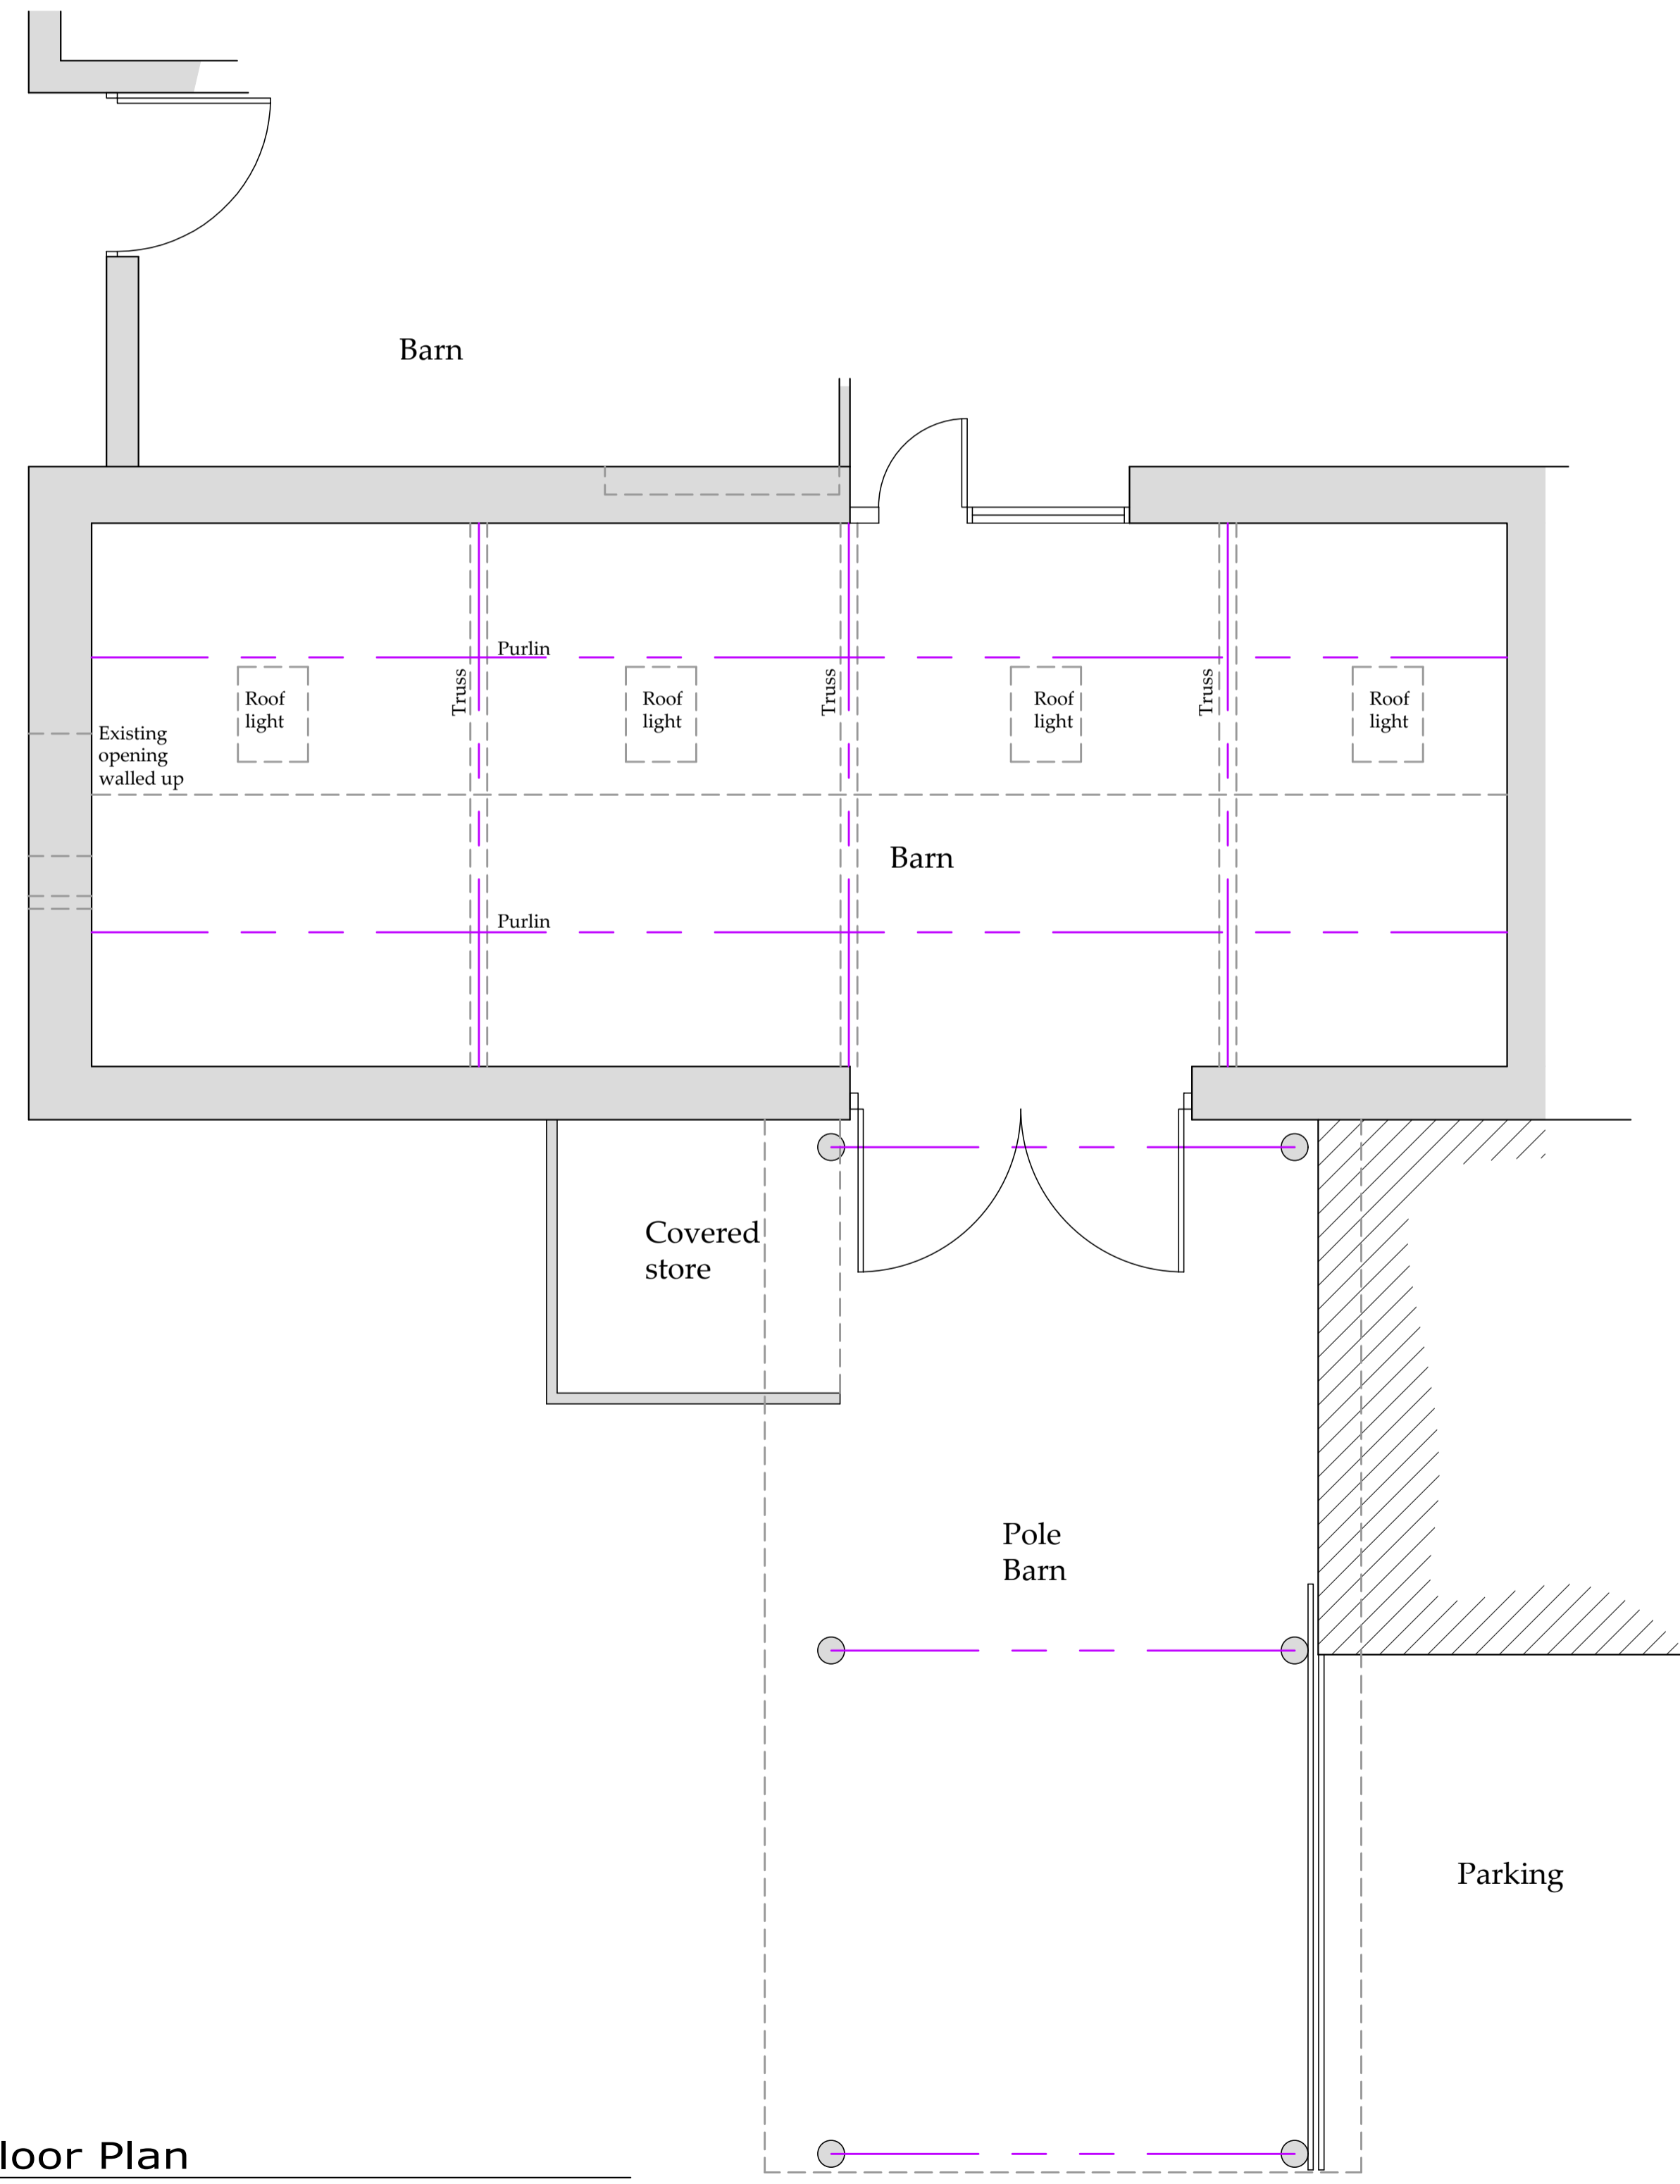 Barn
Purlin
Truss
Truss
Truss
Roof
light
Roof
light
Roof
light
Roof
light
Existing
opening
walled up
Barn
Purlin
Covered
store
Pole
Barn
Parking
loor Plan